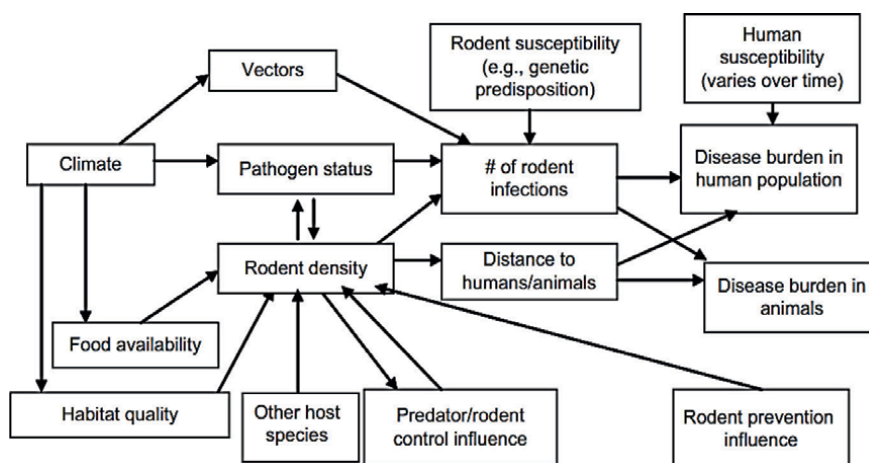 Vectors
Rodent susceptibility
(e.g., genetic
predisposition)
Human
susceptibility
(varies over time)
Climate
Pathogen status
# of rodent
infections
Disease burden in
human population
Rodent density
Distance to
humans/animals
Disease burden in
animals
Food availability
Habitat quality
Other host
species
Predator/rodent
control influence
Rodent prevention
influence